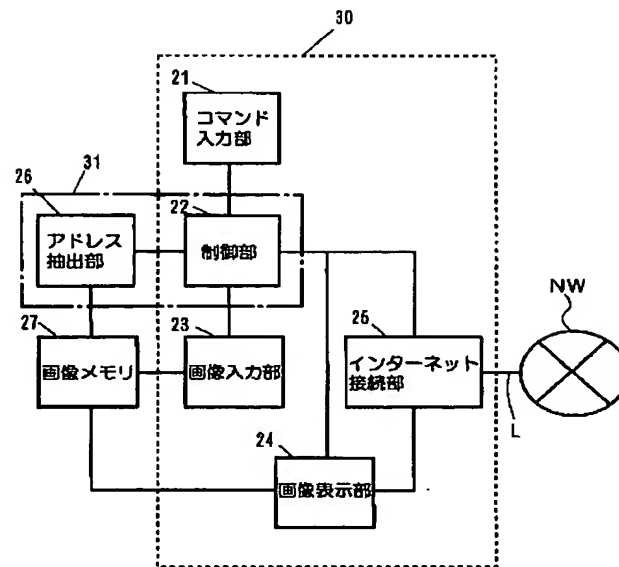 30
21
コマンド
入力部
31
26
22
アドレス
抽出部
制御部
27
23
25
NW
画像メモリ
画像入力部
インターネット
接続部
L
24
画像表示部